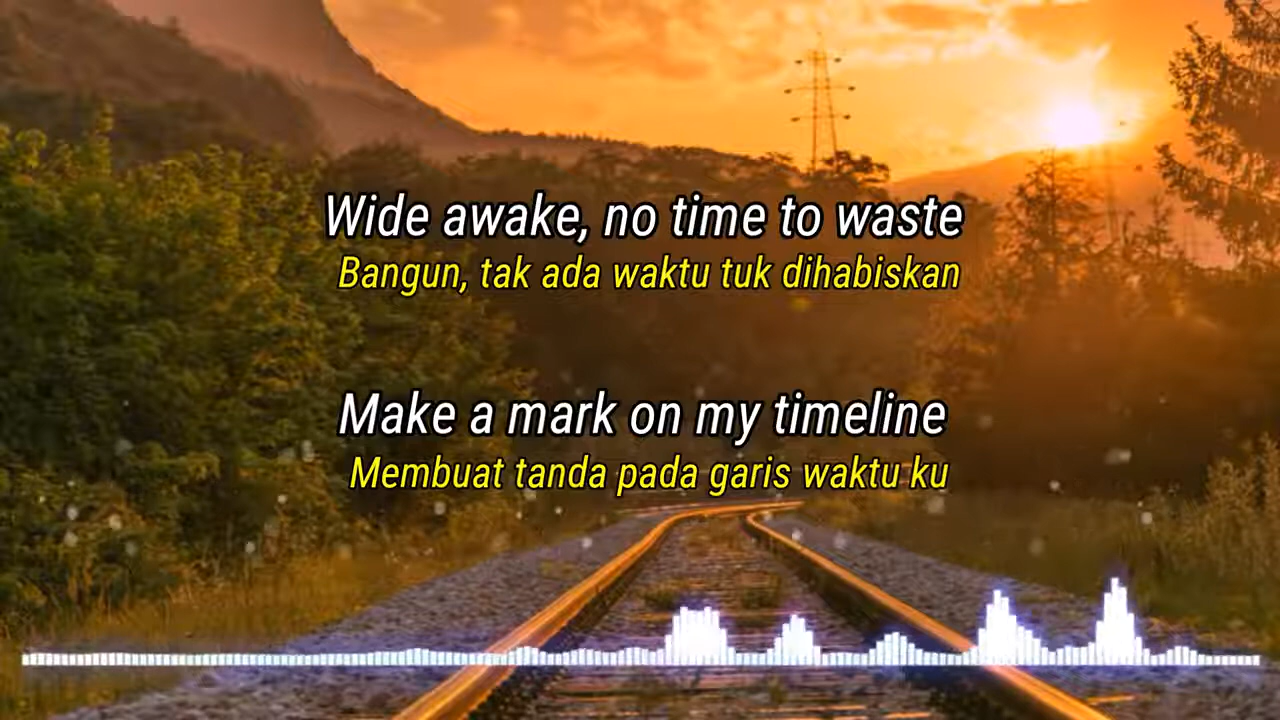 Wide awake, no time to waste
Bangun, tak ada waktu tuk dihabiskan
Make a mark on my timeline
Membuat tanda pada garis waktu ku